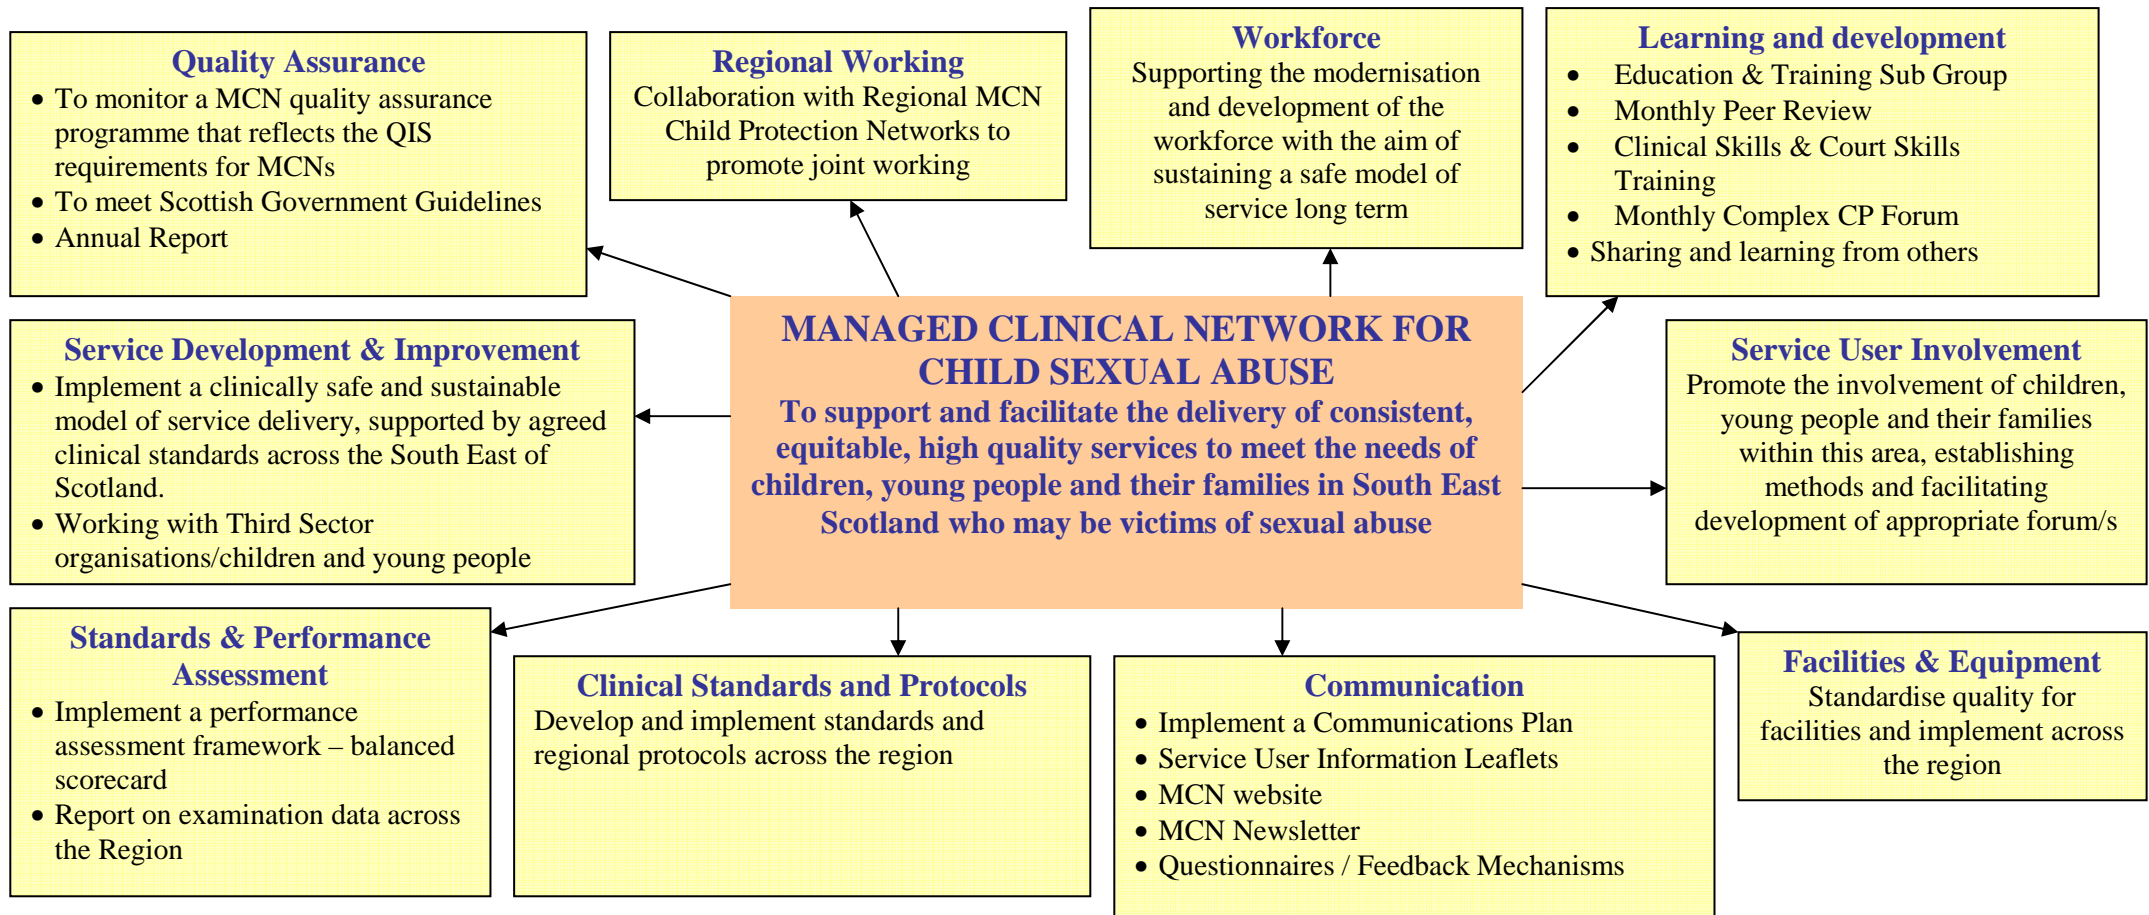 Quality Assurance
• To monitor a MCN quality assurance
programme that reflects the QIS
requirements for MCNs
• To meet Scottish Government Guidelines
• Annual Report
Regional Working
Collaboration with Regional MCN
Child Protection Networks to
promote joint working
Workforce
Supporting the modernisation
and development of the
workforce with the aim of
sustaining a safe model of
service long term
Learning and development
• Education & Training Sub Group
• Monthly Peer Review
• Clinical Skills & Court Skills
Training
• Monthly Complex CP Forum
• Sharing and learning from others
Service Development & Improvement
• Implement a clinically safe and sustainable
model of service delivery, supported by agreed
clinical standards across the South East of
Scotland.
• Working with Third Sector
organisations/children and young people
MANAGED CLINICAL NETWORK FOR
CHILD SEXUAL ABUSE
To support and facilitate the delivery of consistent,
equitable, high quality services to meet the needs of
children, young people and their families in South East
Scotland who may be victims of sexual abuse
Service User Involvement
Promote the involvement of children,
young people and their families
within this area, establishing
methods and facilitating
development of appropriate forum/s
Standards & Performance
Assessment
• Implement a performance
assessment framework – balanced
scorecard
• Report on examination data across
the Region
Clinical Standards and Protocols
Develop and implement standards and
regional protocols across the region
Communication
• Implement a Communications Plan
• Service User Information Leaflets
• MCN website
• MCN Newsletter
• Questionnaires / Feedback Mechanisms
Facilities & Equipment
Standardise quality for
facilities and implement across
the region